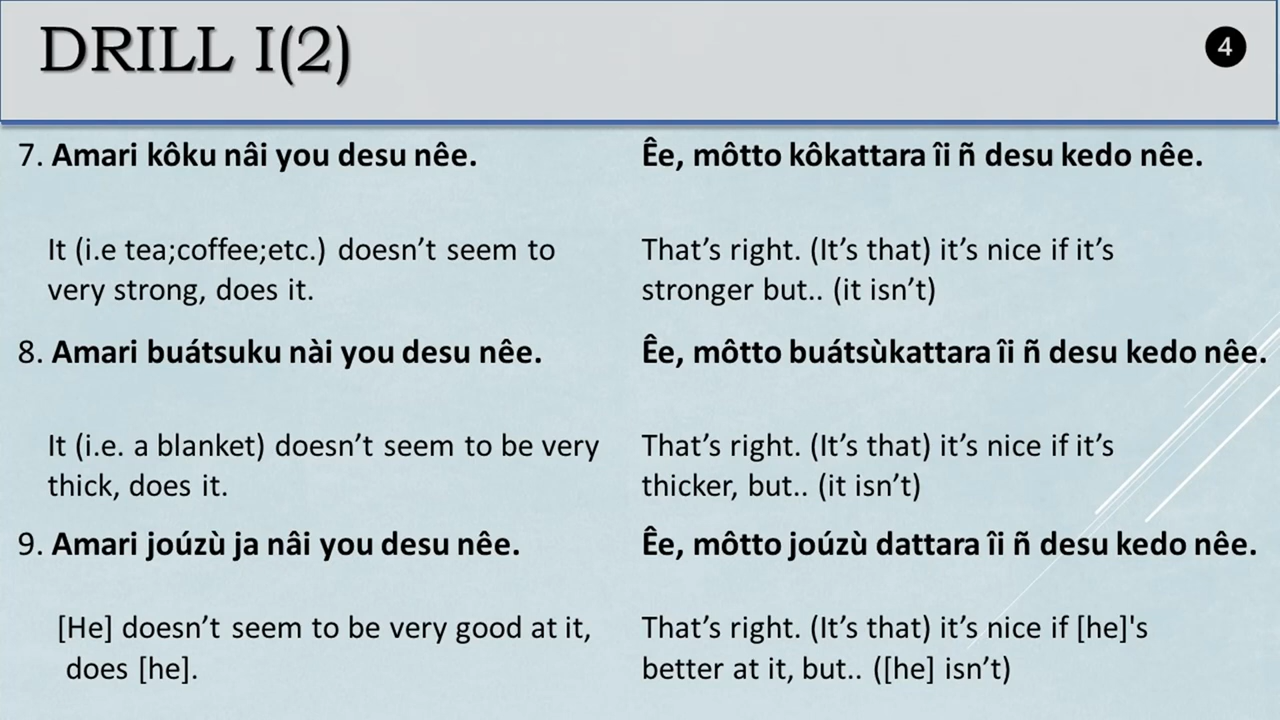 DRILL I(2)
4
7. Amari kôku nâi you desu nêe.
Êe, môtto kôkattara îi ñ desu kedo nêe.
It (i.e tea;coffee;etc.) doesn’t seem to
very strong, does it.
That’s right. (It’s that) it’s nice if it’s
stronger but.. (it isn’t)
8. Amari buátsuku nài you desu nêe.
Êe, môtto buátsùkattara îi ñ desu kedo nêe.
It (i.e. a blanket) doesn’t seem to be very
thick, does it.
That’s right. (It’s that) it’s nice if it’s
thicker, but.. (it isn’t)
9. Amari joúzù ja nâi you desu nêe.
Êe, môtto joúzù dattara îi ñ desu kedo nêe.
[He] doesn’t seem to be very good at it,
does [he].
That’s right. (It’s that) it’s nice if [he]'s
better at it, but.. ([he] isn’t)